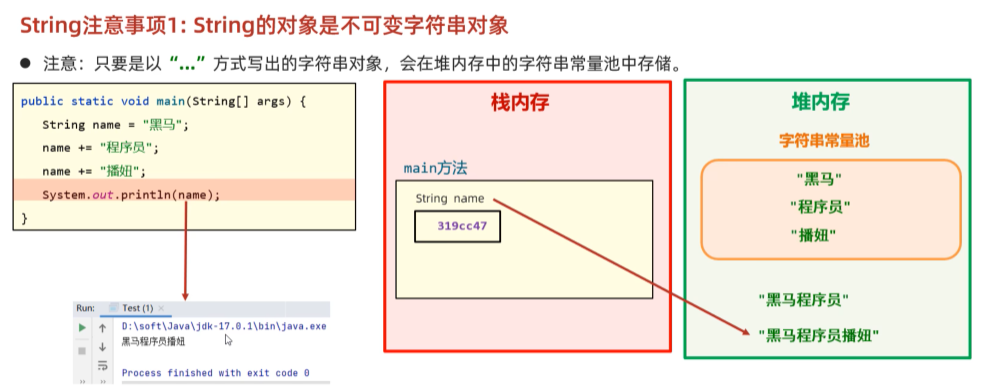 String注意事项1: String的对象是不可变字符串对象
● 注意：只要是以 “...” 方式写出的字符串对象，会在堆内存中的字符串常量池中存储。
public static void main(String[] args) {
String name = "黑马";
name += "程序员";
name += "播妞";
System.out.println(name);
}
Run: Test (1) ×
D:\soft\Java\jdk-17.0.1\bin\java.exe
黑马程序员播妞
Process finished with exit code 0
栈内存
main方法
String name
319cc47
堆内存
字符串常量池
"黑马"
"程序员"
"播妞"
"黑马程序员"
"黑马程序员播妞"